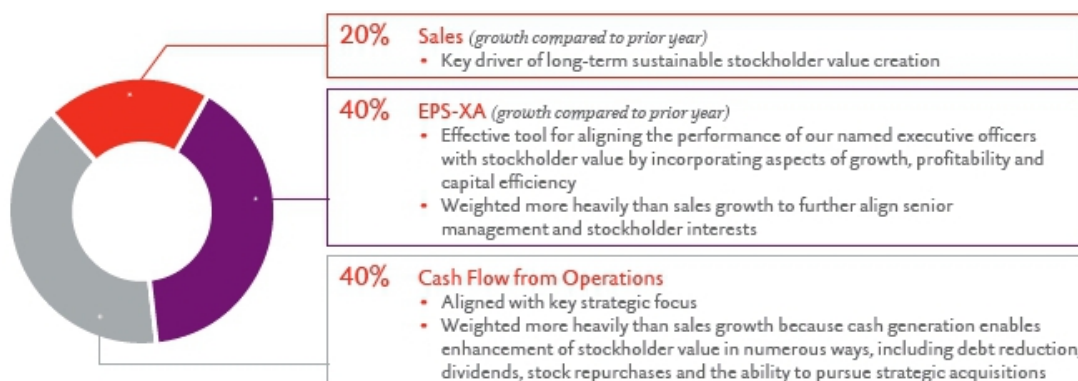 20% Sales (growth compared to prior year)
• Key driver of long-term sustainable stockholder value creation
40% EPS-XA (growth compared to prior year)
• Effective tool for aligning the performance of our named executive officers
with stockholder value by incorporating aspects of growth, profitability and
capital efficiency
• Weighted more heavily than sales growth to further align senior
management and stockholder interests
40% Cash Flow from Operations
• Aligned with key strategic focus
• Weighted more heavily than sales growth because cash generation enables
enhancement of stockholder value in numerous ways, including debt reduction,
dividends, stock repurchases and the ability to pursue strategic acquisitions